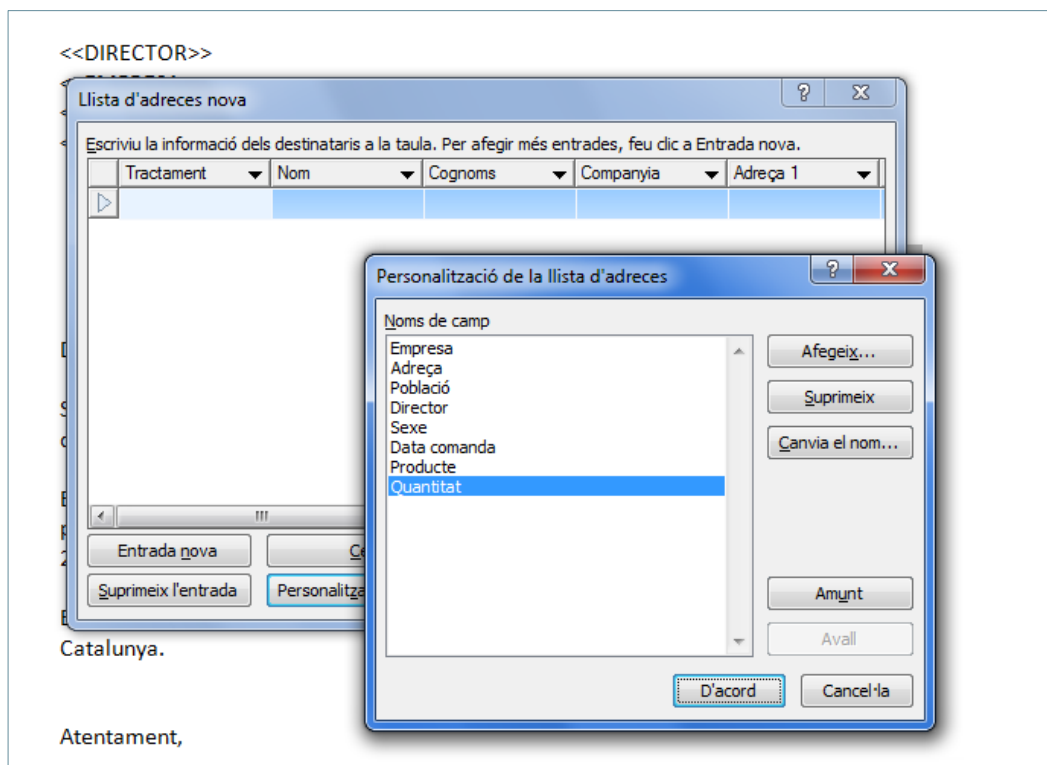 <<DIRECTOR>>
Llista d'adreces nova
Escriviu la informació dels destinataris a la taula. Per afegir més entrades, feu clic a Entrada nova.
Tractament Nom Cognoms Companyia Adreça 1
Personalització de la llista d'adreces
Noms de camp
Empresa
Adreça
Població
Director
Sexe
Data comanda
Producte
Quantitat
Afegeix...
Suprimeix
Canvia el nom...
Amunt
Avall
D'acord
Cancel·la
Entrada nova
Suprimeix l'entrada
Catalunya.
Atentament,